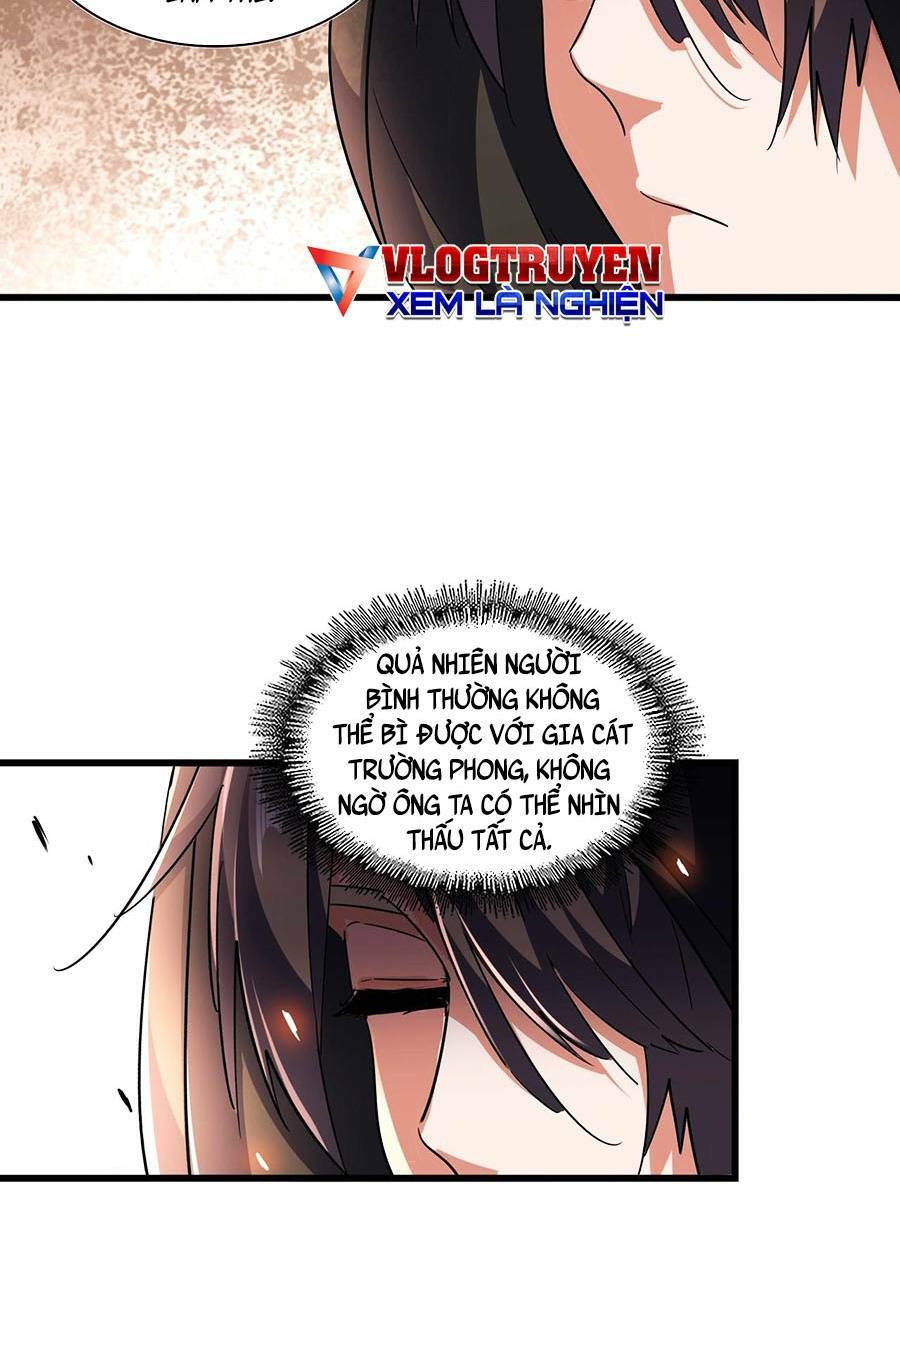 VLOGTRUYEN
XEM LÀ NGHIỆN
QUẢ NHIÊN NGƯỜI
BÌNH THƯỜNG KHÔNG
THỂ BÌ ĐƯỢC VỚI GIA CÁT
TRƯỜNG PHONG, KHÔNG
NGỜ ÔNG TA CÓ THỂ NHÌN
THẤU TẤT CẢ.